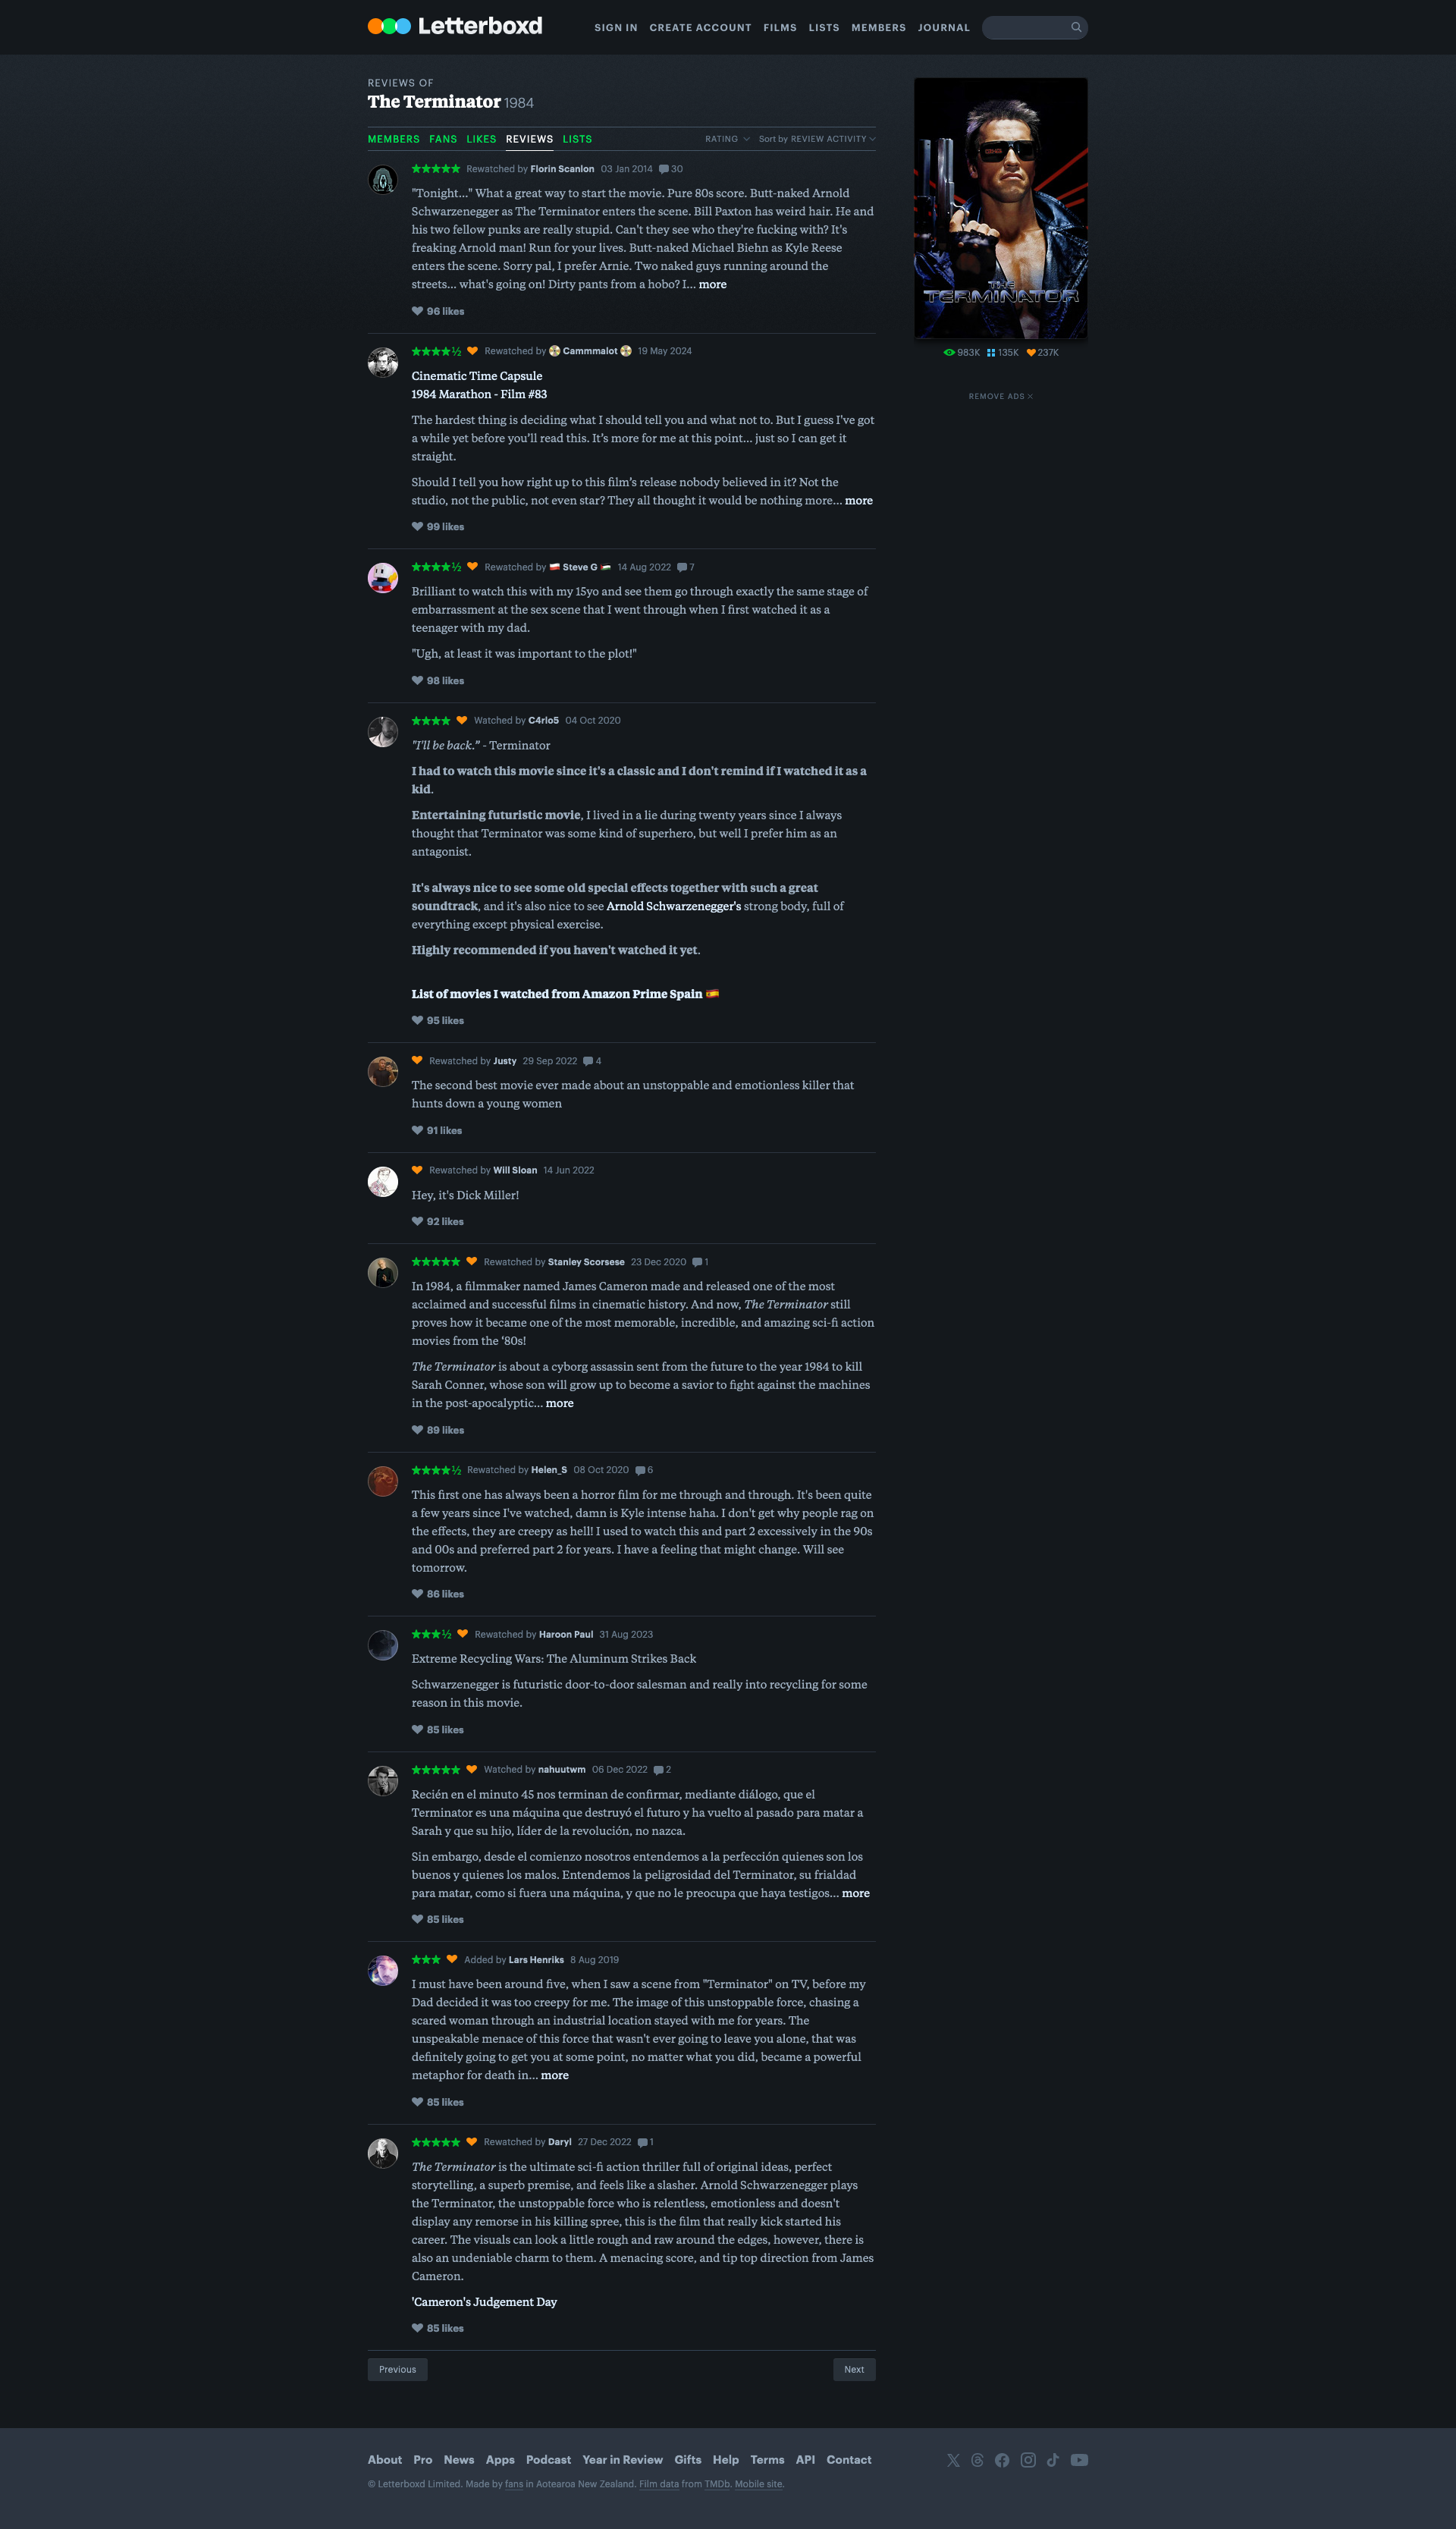 Letterboxd
SIGN IN CREATE ACCOUNT FILMS LISTS MEMBERS JOURNAL
REVIEWS OF
The Terminator 1984
MEMBERS FANS LIKES REVIEWS LISTS
RATING Sort by REVIEW ACTIVITY
★★★★★ Rewatched by Florin Scanlon 03 Jan 2014 30
"Tonight..." What a great way to start the movie. Pure 80s score. Butt-naked Arnold
Schwarzenegger as The Terminator enters the scene. Bill Paxton has weird hair. He and
his two fellow punks are really stupid. Can't they see who they're fucking with? It's
freaking Arnold man! Run for your lives. Butt-naked Michael Biehn as Kyle Reese
enters the scene. Sorry pal, I prefer Arnie. Two naked guys running around the
streets... what's going on! Dirty pants from a hobo? I... more
96 likes
★★★★½ Rewatched by Cammmalot 19 May 2024
Cinematic Time Capsule
1984 Marathon - Film #83
The hardest thing is deciding what I should tell you and what not to. But I guess I've got
a while yet before you’ll read this. It’s more for me at this point… just so I can get it
straight.
Should I tell you how right up to this film’s release nobody believed in it? Not the
studio, not the public, not even star? They all thought it would be nothing more… more
99 likes
★★★★½ Rewatched by Steve G 14 Aug 2022 7
Brilliant to watch this with my 15yo and see them go through exactly the same stage of
embarrassment at the sex scene that I went through when I first watched it as a
teenager with my dad.
"Ugh, at least it was important to the plot!"
98 likes
★★★★ Watched by C4rlo5 04 Oct 2020
"I'll be back." - Terminator
I had to watch this movie since it's a classic and I don't remind if I watched it as a
kid.
Entertaining futuristic movie, I lived in a lie during twenty years since I always
thought that Terminator was some kind of superhero, but well I prefer him as an
antagonist.
It's always nice to see some old special effects together with such a great
soundtrack, and it's also nice to see Arnold Schwarzenegger's strong body, full of
everything except physical exercise.
Highly recommended if you haven't watched it yet.
List of movies I watched from Amazon Prime Spain 🇪🇸
95 likes
Rewatched by Justy 29 Sep 2022 4
The second best movie ever made about an unstoppable and emotionless killer that
hunts down a young women
91 likes
Rewatched by Will Sloan 14 Jun 2022
Hey, it's Dick Miller!
92 likes
★★★★★ Rewatched by Stanley Scorsese 23 Dec 2020 1
In 1984, a filmmaker named James Cameron made and released one of the most
acclaimed and successful films in cinematic history. And now, The Terminator still
proves how it became one of the most memorable, incredible, and amazing sci-fi action
movies from the ‘80s!
The Terminator is about a cyborg assassin sent from the future to the year 1984 to kill
Sarah Conner, whose son will grow up to become a savior to fight against the machines
in the post-apocalyptic… more
89 likes
★★★★½ Rewatched by Helen_S 08 Oct 2020 6
This first one has always been a horror film for me through and through. It's been quite
a few years since I've watched, damn is Kyle intense haha. I don't get why people rag on
the effects, they are creepy as hell! I used to watch this and part 2 excessively in the 90s
and 00s and preferred part 2 for years. I have a feeling that might change. Will see
tomorrow.
86 likes
★★★½ Rewatched by Haroon Paul 31 Aug 2023
Extreme Recycling Wars: The Aluminum Strikes Back
Schwarzenegger is futuristic door-to-door salesman and really into recycling for some
reason in this movie.
85 likes
★★★★★ Watched by nahuutwm 06 Dec 2022 2
Recién en el minuto 45 nos terminan de confirmar, mediante diálogo, que el
Terminator es una máquina que destruyó el futuro y ha vuelto al pasado para matar a
Sarah y que su hijo, líder de la revolución, no nazca.
Sin embargo, desde el comienzo nosotros entendemos a la perfección quienes son los
buenos y quienes los malos. Entendemos la peligrosidad del Terminator, su frialdad
para matar, como si fuera una máquina, y que no le preocupa que haya testigos… more
85 likes
★★★ Added by Lars Henriks 8 Aug 2019
I must have been around five, when I saw a scene from "Terminator" on TV, before my
Dad decided it was too creepy for me. The image of this unstoppable force, chasing a
scared woman through an industrial location stayed with me for years. The
unspeakable menace of this force that wasn't ever going to leave you alone, that was
definitely going to get you at some point, no matter what you did, became a powerful
metaphor for death in… more
85 likes
★★★★★ Rewatched by Daryl 27 Dec 2022 1
The Terminator is the ultimate sci-fi action thriller full of original ideas, perfect
storytelling, a superb premise, and feels like a slasher. Arnold Schwarzenegger plays
the Terminator, the unstoppable force who is relentless, emotionless and doesn't
display any remorse in his killing spree, this is the film that really kick started his
career. The visuals can look a little rough and raw around the edges, however, there is
also an undeniable charm to them. A menacing score, and tip top direction from James
Cameron.
'Cameron's Judgement Day
85 likes
Previous Next
THE
TERMINATOR
983K 135K 237K
REMOVE ADS
About Pro News Apps Podcast Year in Review Gifts Help Terms API Contact
© Letterboxd Limited. Made by fans in Aotearoa New Zealand. Film data from TMDb. Mobile site.